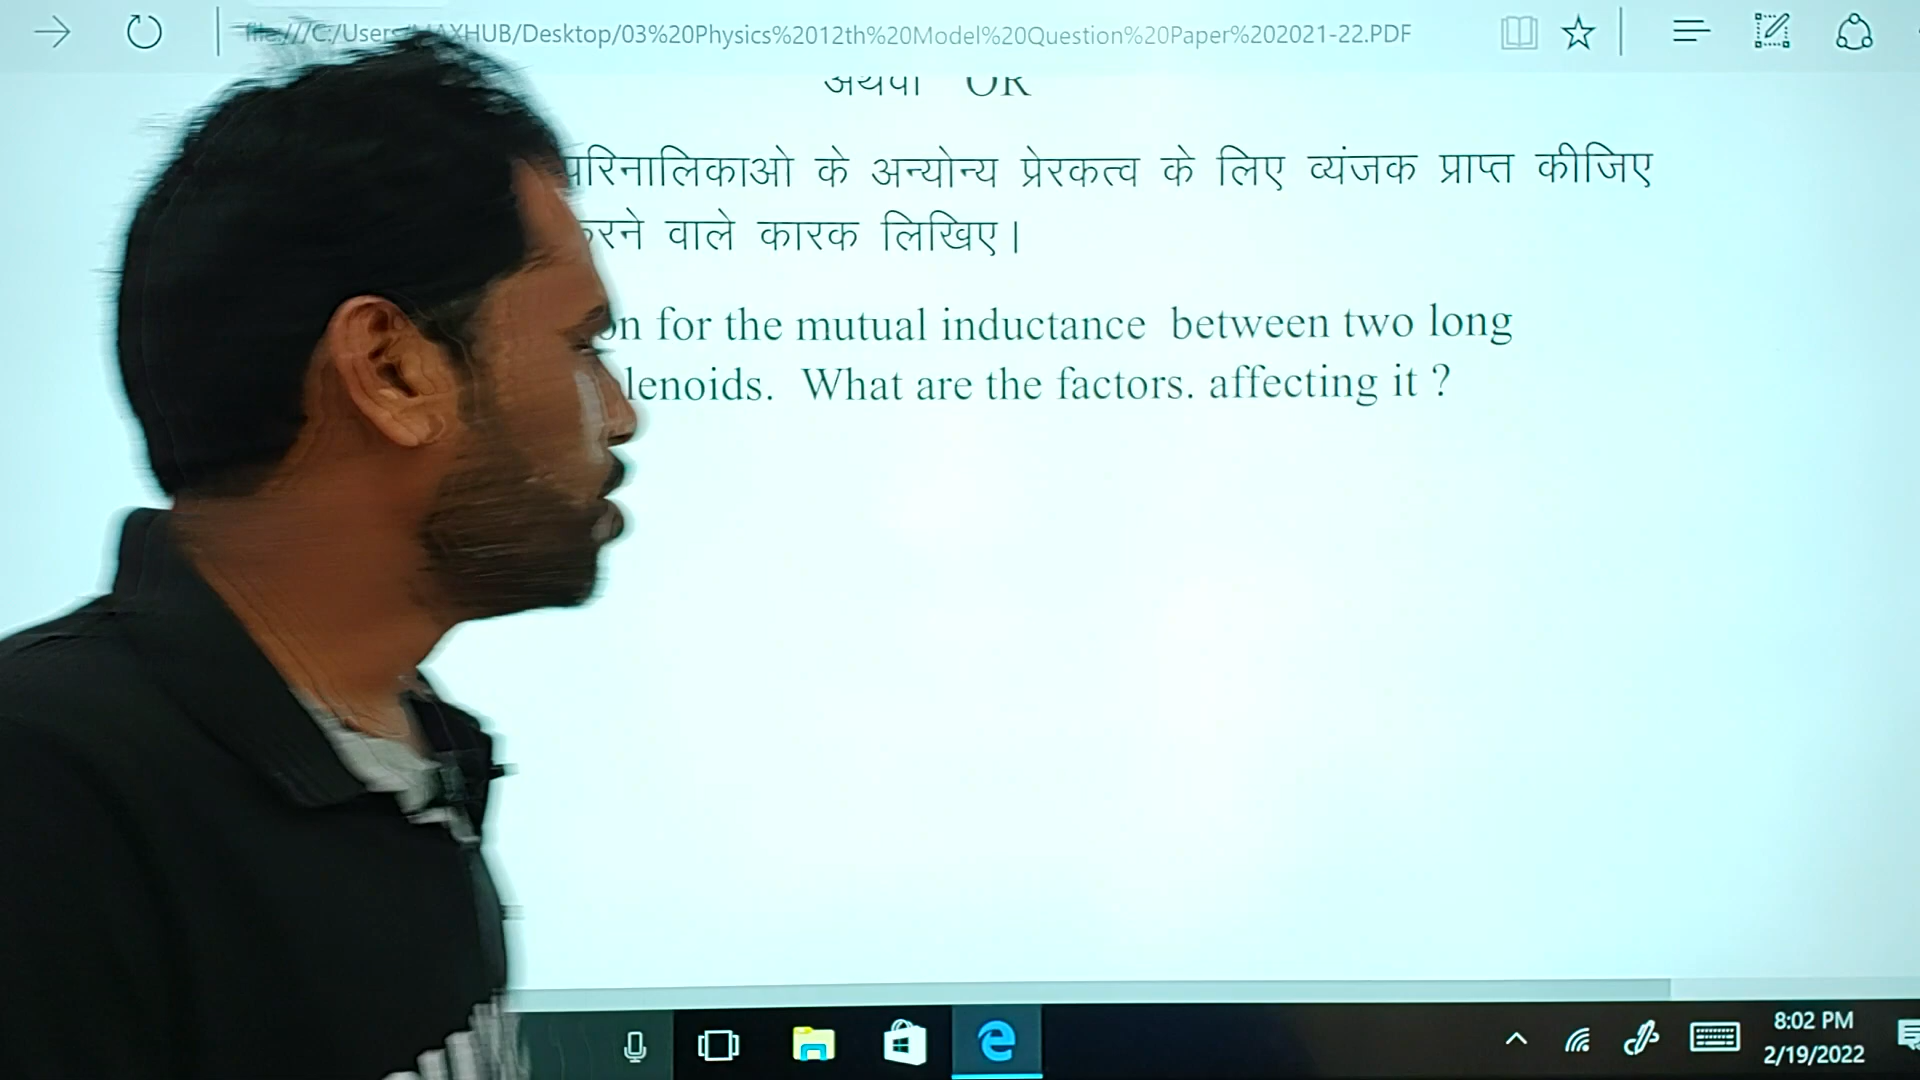 file:///C:/Users/MAXHUB/Desktop/03%20Physics%2012th%20Model%20Question%20Paper%202021-22.PDF
अथवा OR
परिनालिकाओ के अन्योन्य प्रेरकत्व के लिए व्यंजक प्राप्त कीजिए
करने वाले कारक लिखिए।
on for the mutual inductance between two long
lenoids. What are the factors. affecting it ?
8:02 PM
2/19/2022